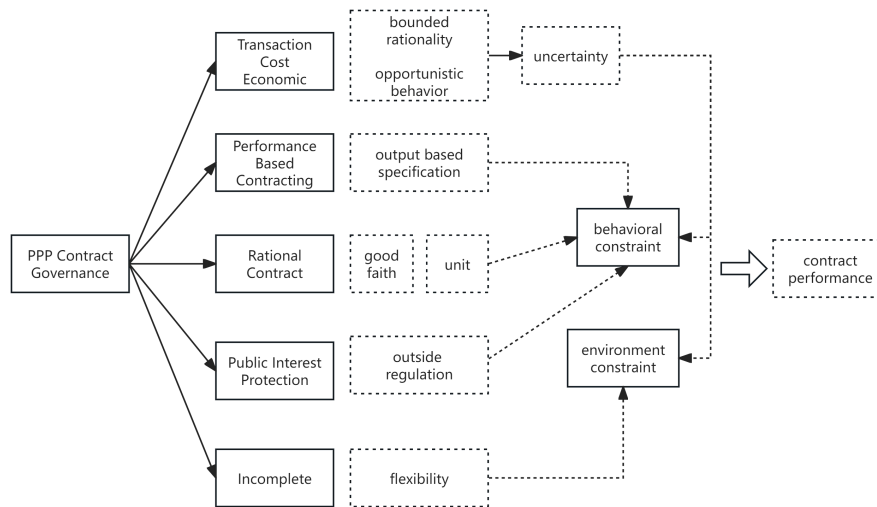 Transaction
Cost
Economic
bounded
rationality
opportunistic
behavior
uncertainty
Performance
Based
Contracting
output based
specification
PPP Contract
Governance
Rational
Contract
good
faith
unit
behavioral
constraint
contract
performance
Public Interest
Protection
outside
regulation
environment
constraint
Incomplete
flexibility